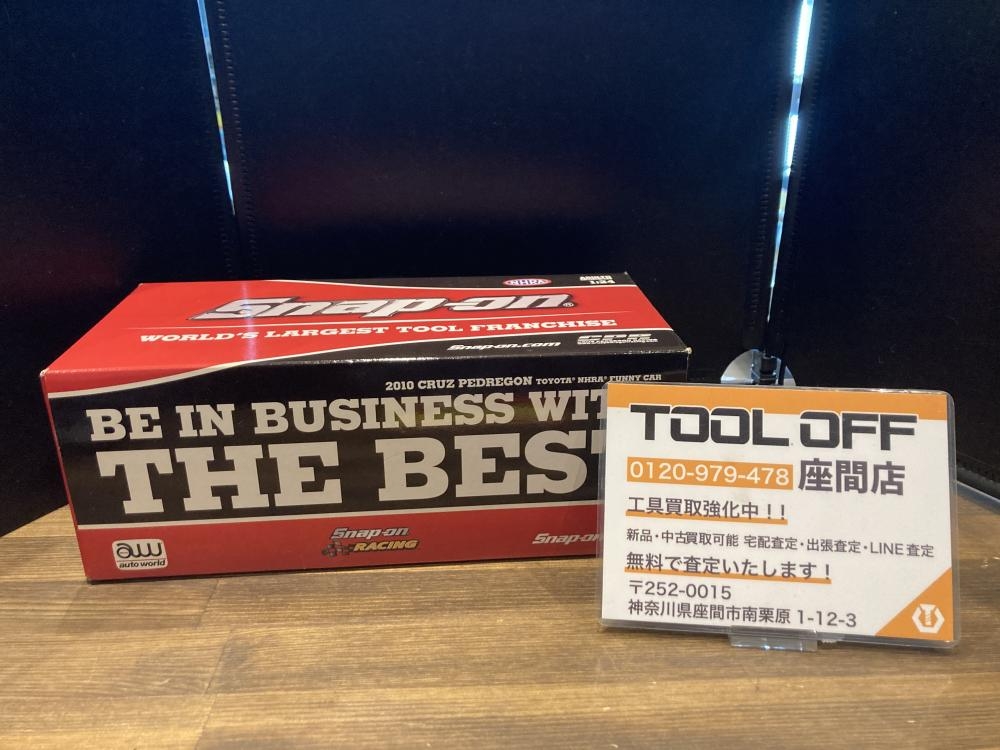 NHRA
ADULTS
1:24
Snap-on®
WORLD'S LARGEST TOOL FRANCHISE
Snap-on.com
2010 CRUZ PEDREGON TOYOTA® NHRA® FUNNY CAR
BE IN BUSINESS WIT
THE BEST
Snap-on
RACING
Snap-on
aw
auto world
TOOL OFF
0120-979-478 座間店
工具買取強化中!!
新品・中古買取可能 宅配査定・出張査定・LINE査定
無料で査定いたします!
〒252-0015
神奈川県座間市南栗原 1-12-3